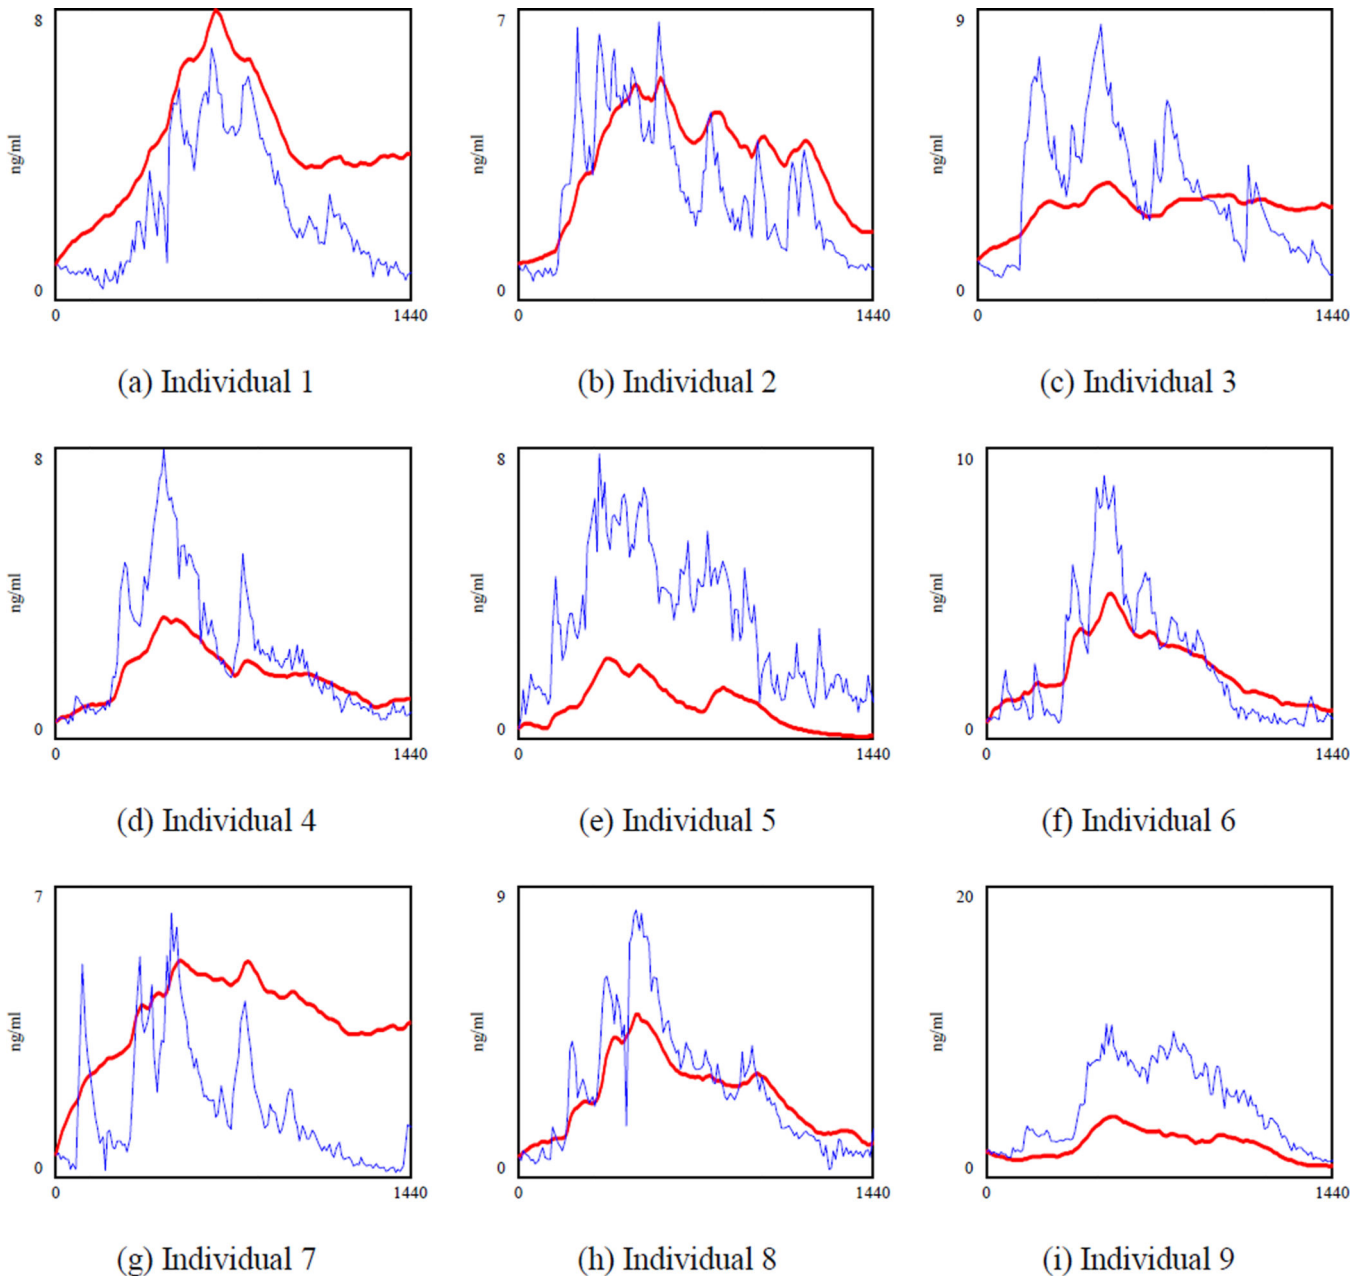 8 7 9
ng/ml ng/ml ng/ml
0 0 0
0 1440 0 1440 0 1440
(a) Individual 1 (b) Individual 2 (c) Individual 3
8 8 10
ng/ml ng/ml ng/ml
0 0 0
0 1440 0 1440 0 1440
(d) Individual 4 (e) Individual 5 (f) Individual 6
7 9 20
ng/ml ng/ml ng/ml
0 0 0
0 1440 0 1440 0 1440
(g) Individual 7 (h) Individual 8 (i) Individual 9